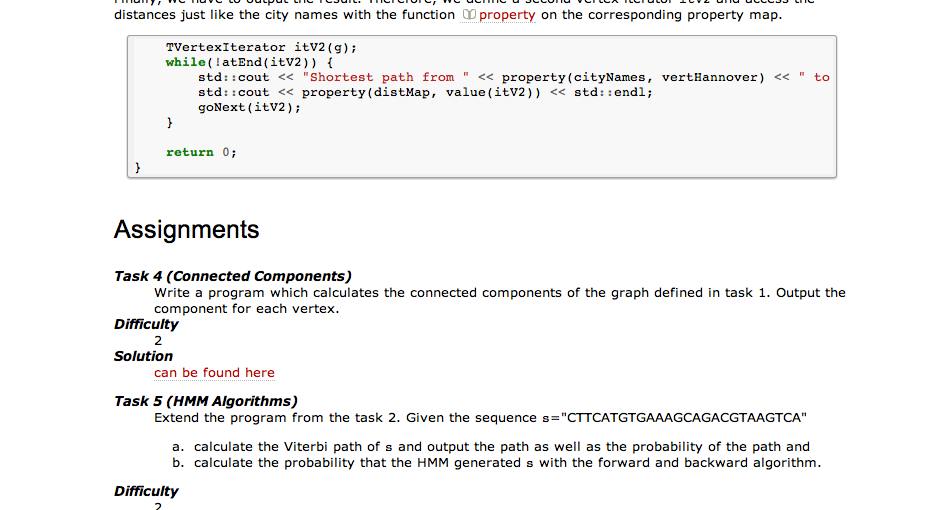 distances just like the city names with the function property on the corresponding property map.
TVertexIterator itV2(g);
while(!atEnd(itV2)) {
std::cout << "Shortest path from " << property(cityNames, vertHannover) << " to
std::cout << property(distMap, value(itV2)) << std::endl;
goNext(itV2);
}
return 0;
}
Assignments
Task 4 (Connected Components)
Write a program which calculates the connected components of the graph defined in task 1. Output the
component for each vertex.
Difficulty
2
Solution
can be found here
Task 5 (HMM Algorithms)
Extend the program from the task 2. Given the sequence s="CTTCATGTGAAAGCAGACGTAAGTCA"
a. calculate the Viterbi path of s and output the path as well as the probability of the path and
b. calculate the probability that the HMM generated s with the forward and backward algorithm.
Difficulty
2